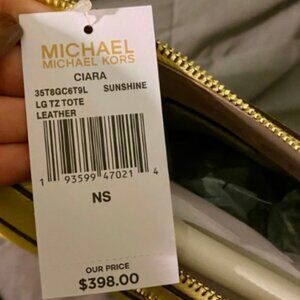 MICHAEL
MICHAEL KORS
CIARA
35T8GC6T9L SUNSHINE
LG TZ TOTE
LEATHER
1 93599 47021 4
NS
OUR PRICE
$398.00